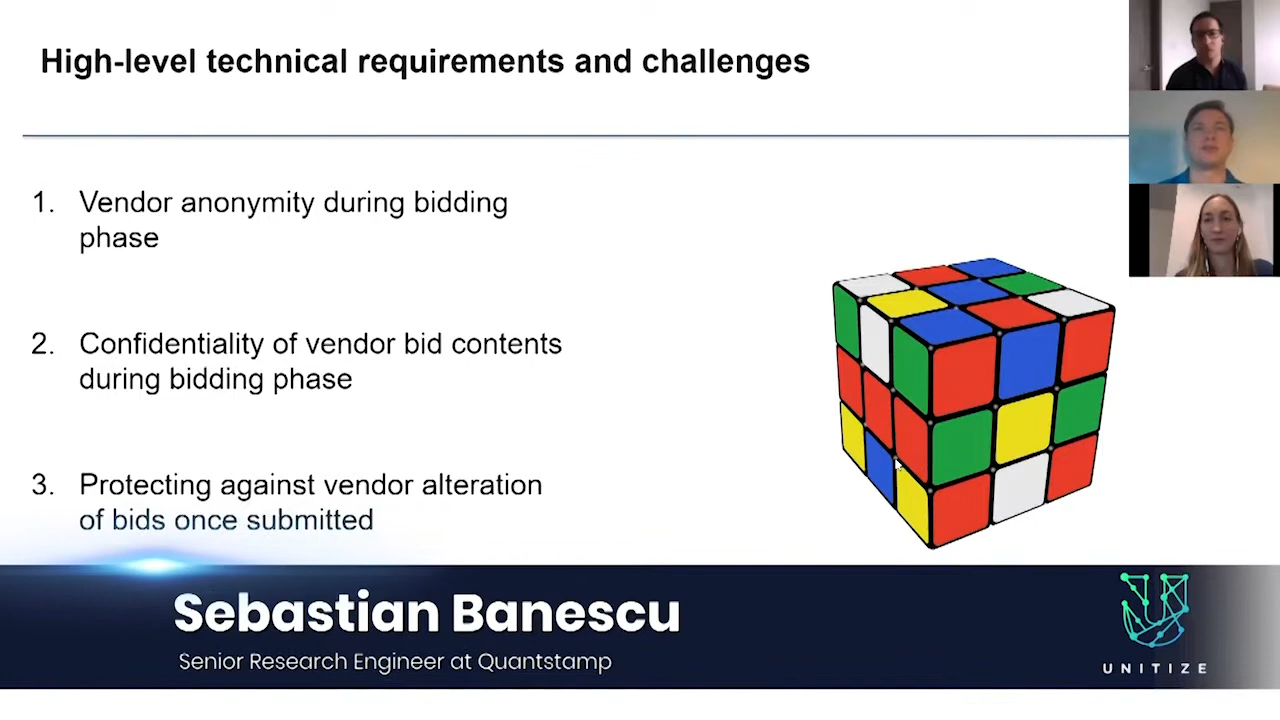 High-level technical requirements and challenges
1. Vendor anonymity during bidding
phase
2. Confidentiality of vendor bid contents
during bidding phase
3. Protecting against vendor alteration
of bids once submitted
Sebastian Banescu
Senior Research Engineer at Quantstamp
UNITIZE